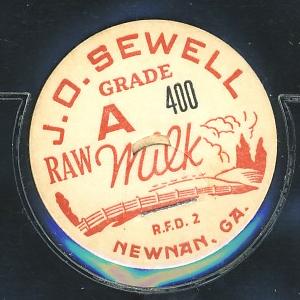 J.O. SEWELL
GRADE
A
400
RAW Milk
R.F.D. 2
NEWNAN, GA.